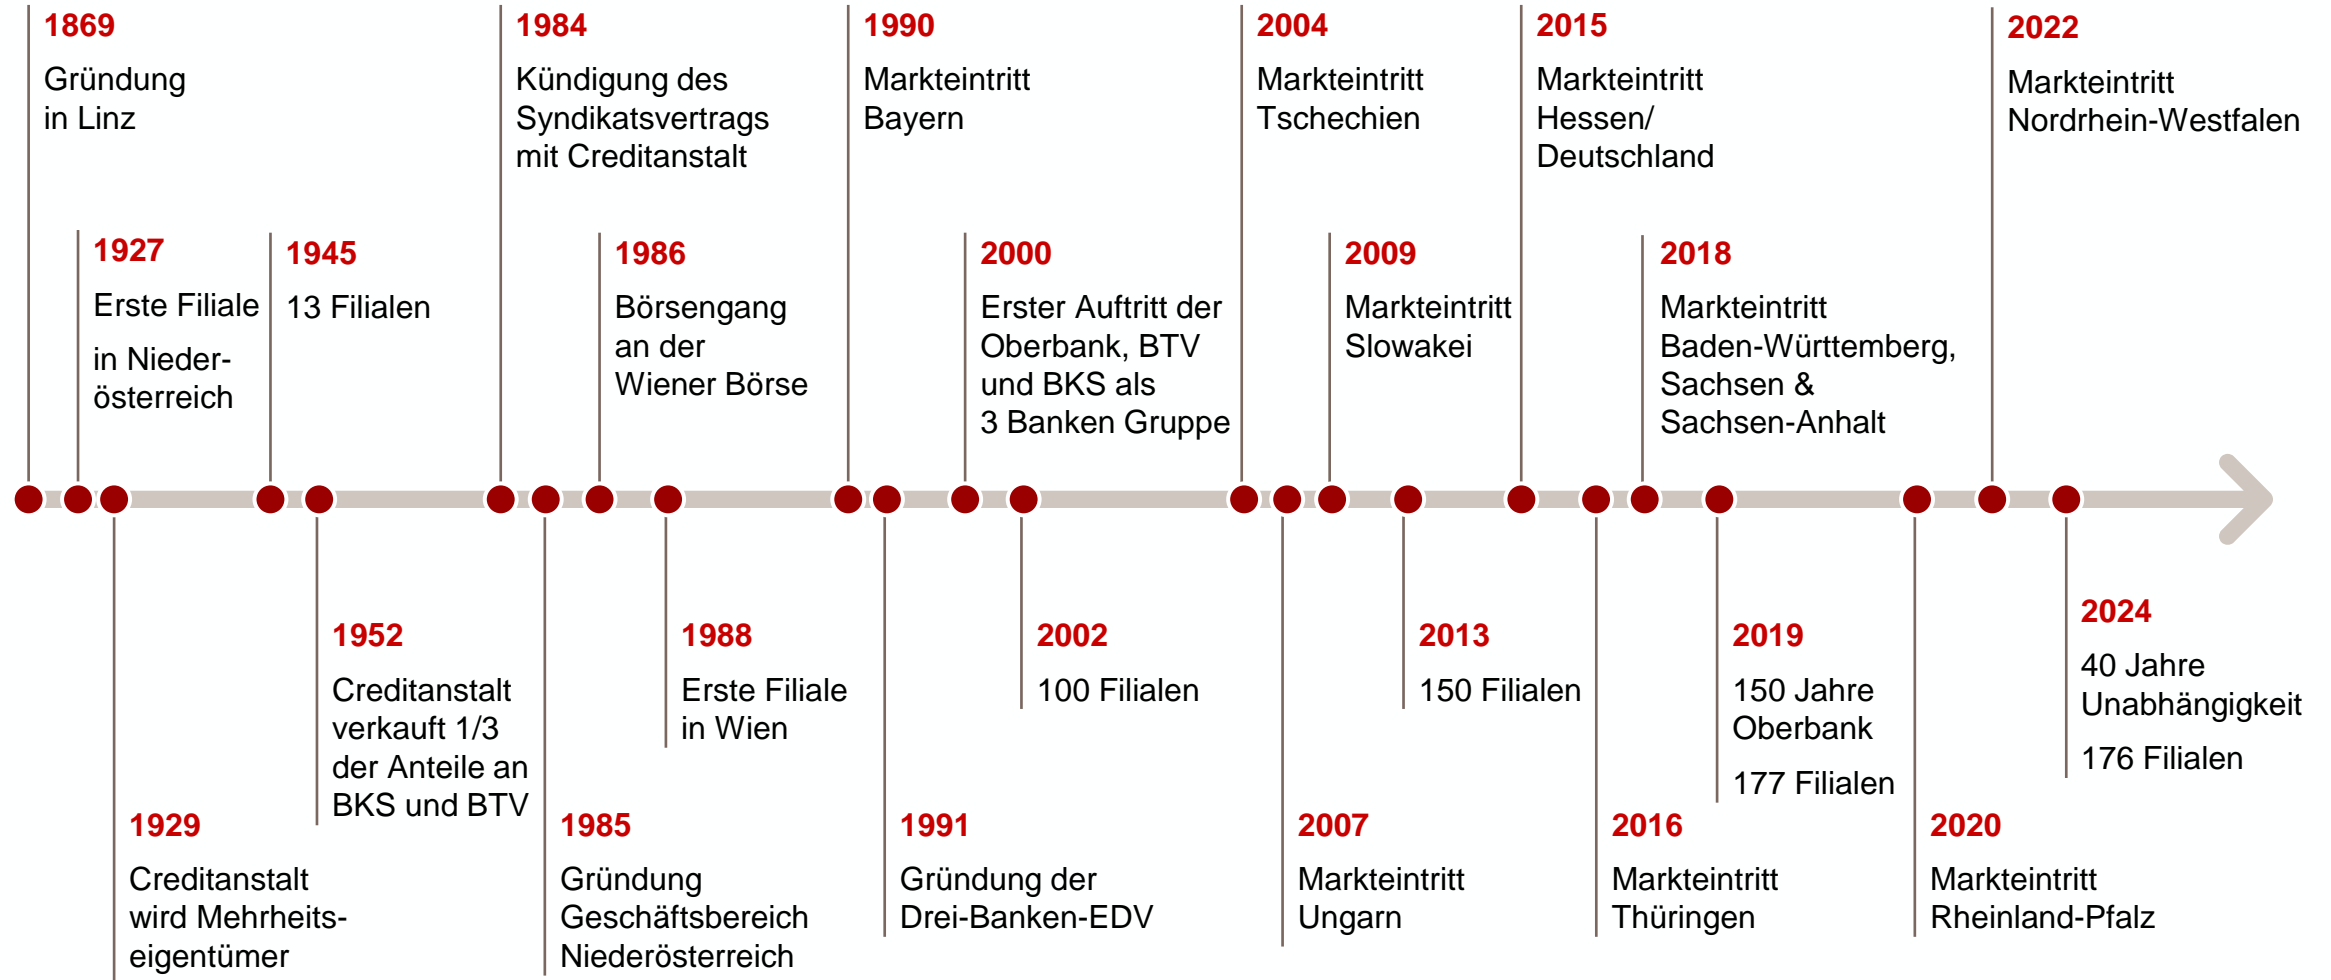 1869
Gründung
in Linz
1984
Kündigung des
Syndikatsvertrags
mit Creditanstalt
1990
Markteintritt
Bayern
2004
Markteintritt
Tschechien
2015
Markteintritt
Hessen/
Deutschland
2022
Markteintritt
Nordrhein-Westfalen
1927
Erste Filiale
in Nieder-
österreich
1945
13 Filialen
1986
Börsengang
an der
Wiener Börse
2000
Erster Auftritt der
Oberbank, BTV
und BKS als
3 Banken Gruppe
2009
Markteintritt
Slowakei
2018
Markteintritt
Baden-Württemberg,
Sachsen &
Sachsen-Anhalt
1952
Creditanstalt
verkauft 1/3
der Anteile an
BKS und BTV
1988
Erste Filiale
in Wien
2002
100 Filialen
2013
150 Filialen
2019
150 Jahre
Oberbank
177 Filialen
2024
40 Jahre
Unabhängigkeit
176 Filialen
1929
Creditanstalt
wird Mehrheits-
eigentümer
1985
Gründung
Geschäftsbereich
Niederösterreich
1991
Gründung der
Drei-Banken-EDV
2007
Markteintritt
Ungarn
2016
Markteintritt
Thüringen
2020
Markteintritt
Rheinland-Pfalz